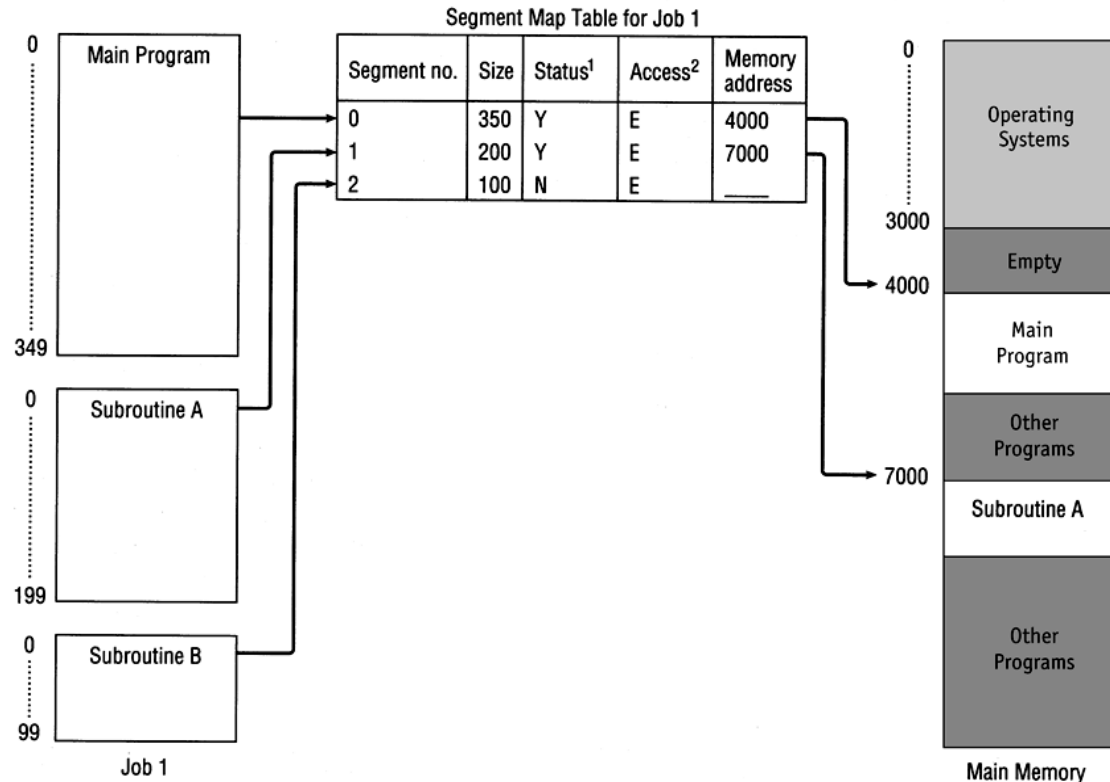 Segment Map Table for Job 1
0
Main Program
349
0
Subroutine A
199
0
Subroutine B
99
Job 1
Segment no. Size Status¹ Access² Memory address
0 350 Y E 4000
1 200 Y E 7000
2 100 N E
0
Operating
Systems
3000
Empty
4000
Main
Program
Other
Programs
7000
Subroutine A
Other
Programs
Main Memory